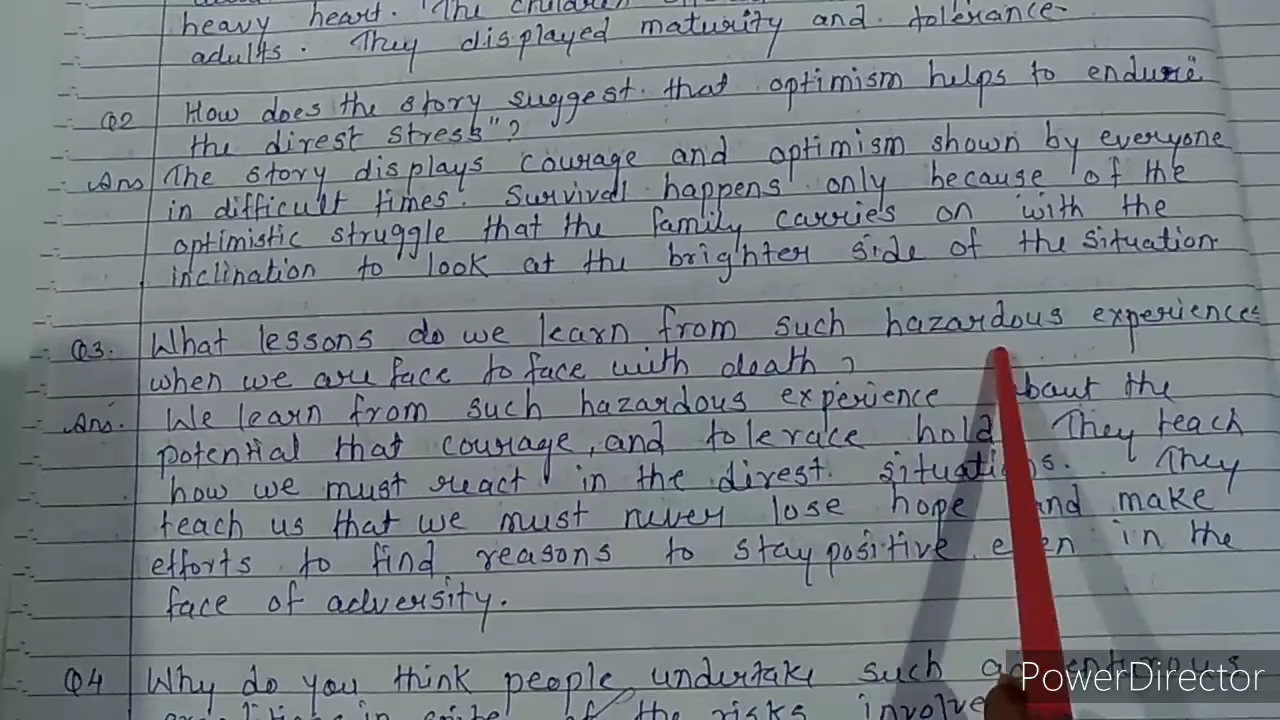 heavy heart. The children
adults. They displayed maturity and tolerance
Q2 How does the story suggest that optimism helps to endure
the direst stress"?
Ans The story displays courage and optimism shown by everyone
in difficult times. Survival happens only because of the
optimistic struggle that the family carries on with the
inclination to look at the brighter side of the situation
Q3. What lessons do we learn from such hazardous experiences
when we are face to face with death ?
Ans. We learn from such hazardous experience about the
potential that courage, and tolerace hold They teach
how we must react in the direst situations. They
teach us that we must never lose hope and make
efforts to find reasons to stay positive even in the
face of adversity.
Q4 Why do you think people undertake such adventurous
in spite of the risks involve
PowerDirector